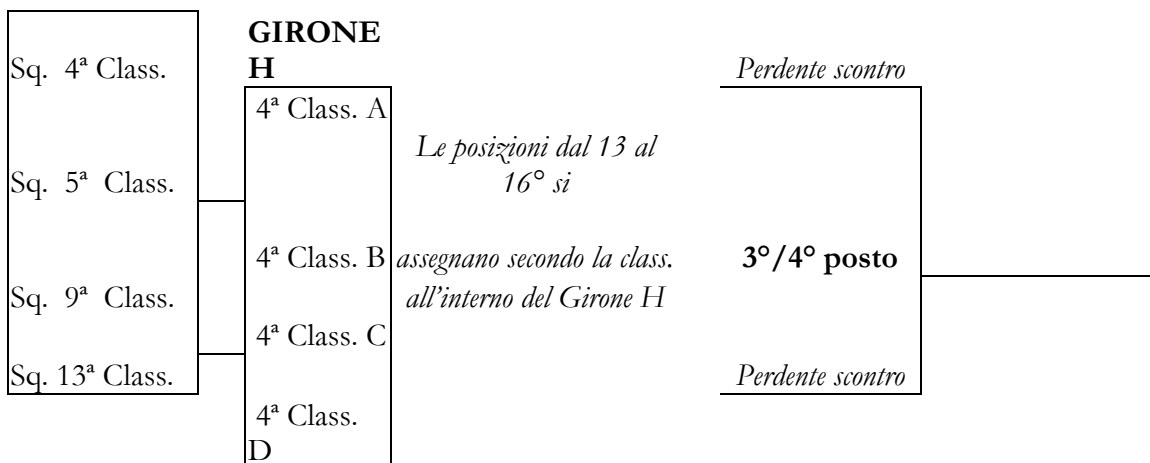 Sq. 4ª Class.
Sq. 5ª Class.
Sq. 9ª Class.
Sq. 13ª Class.
GIRONE
H
4ª Class. A
4ª Class. B
4ª Class. C
4ª Class.
D
Le posizioni dal 13 al
16° si
assegnano secondo la class.
all'interno del Girone H
Perdente scontro
3°/4° posto
Perdente scontro